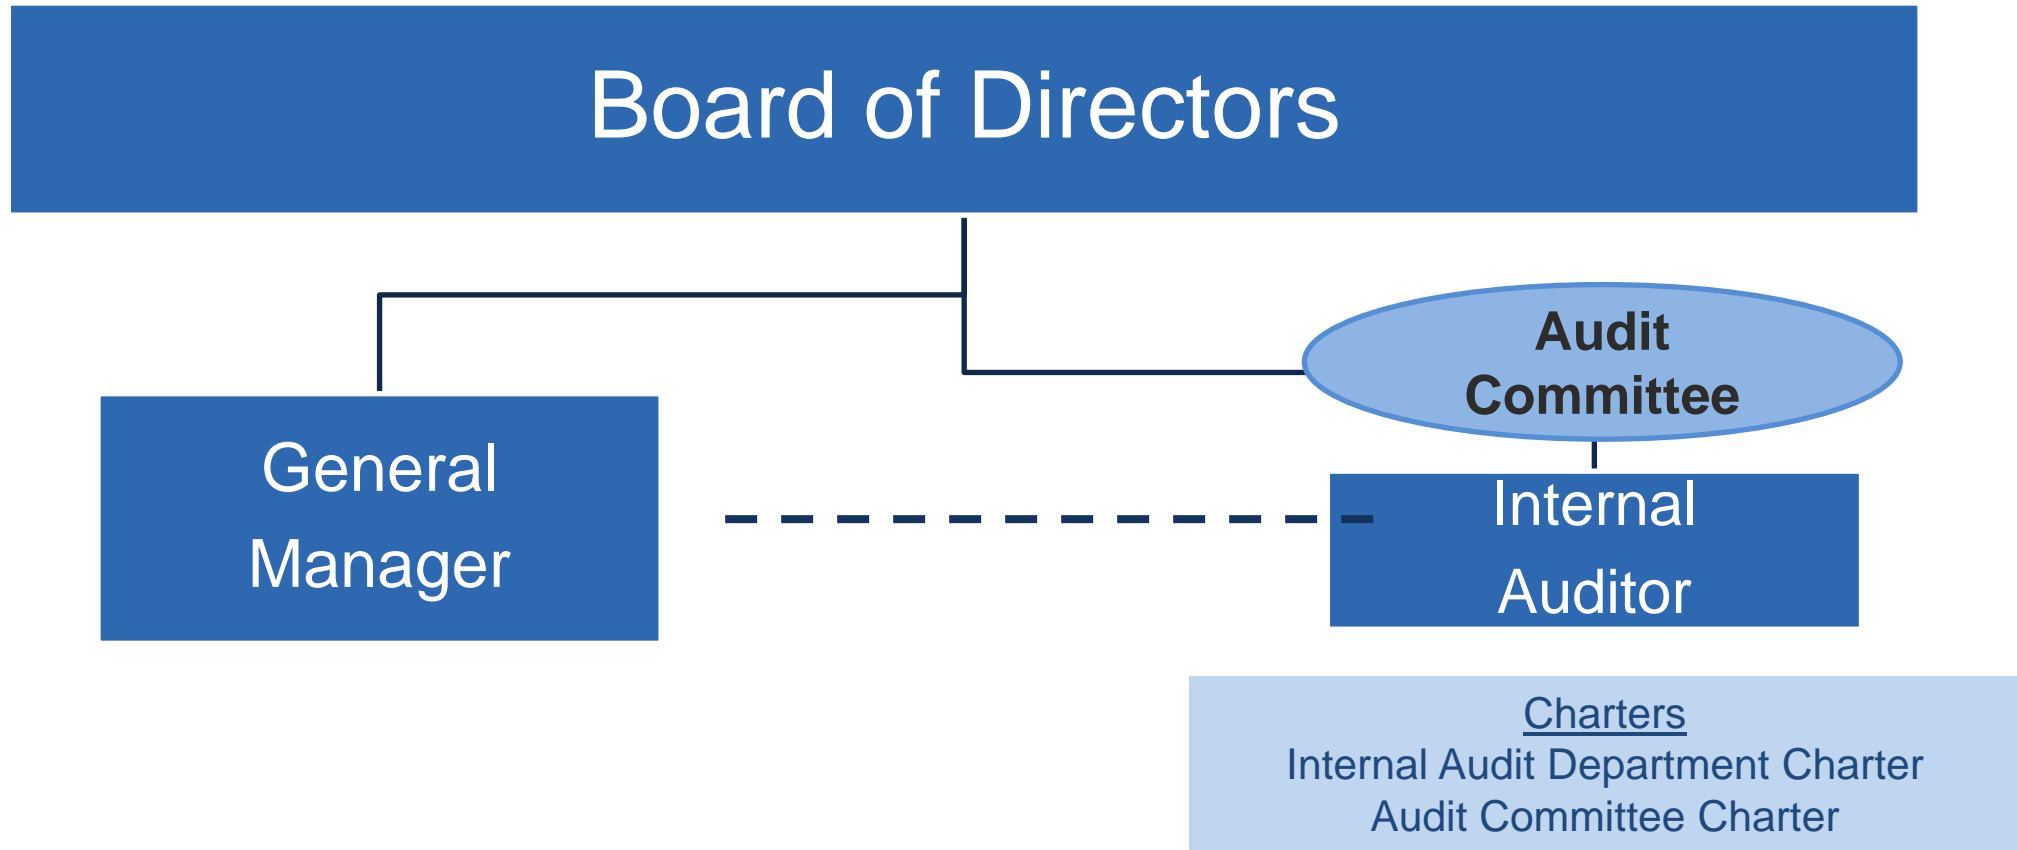 Board of Directors
Audit
Committee
General
Manager
Internal
Auditor
Charters
Internal Audit Department Charter
Audit Committee Charter